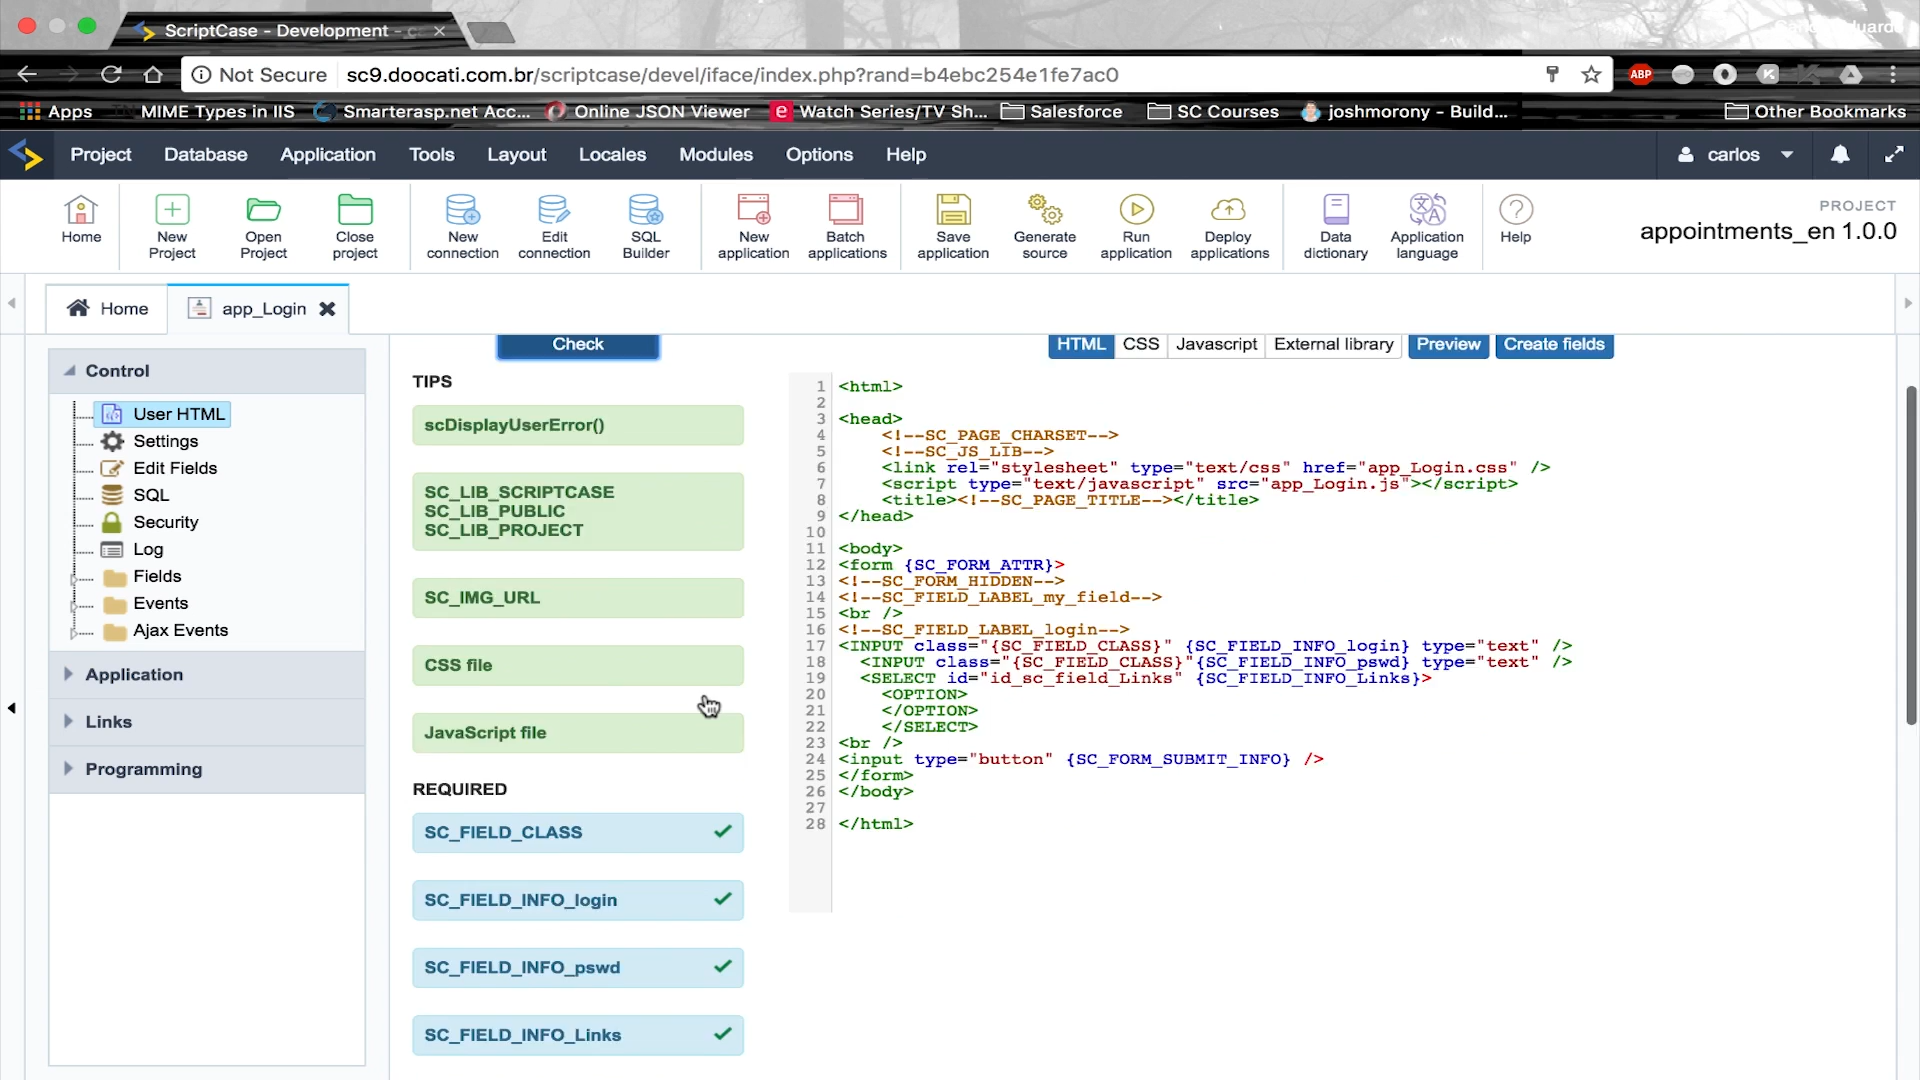 ScriptCase - Development - c
Not Secure
sc9.doocati.com.br/scriptcase/devel/iface/index.php?rand=b4ebc254e1fe7ac0
ABP
Apps
MIME Types in IIS
Smarterasp.net Acc...
Online JSON Viewer
Watch Series/TV Sh...
Salesforce
SC Courses
joshmorony - Build...
Other Bookmarks
Project
Database
Application
Tools
Layout
Locales
Modules
Options
Help
carlos
Home
New
Project
Open
Project
Close
project
New
connection
Edit
connection
SQL
Builder
New
application
Batch
applications
Save
application
Generate
source
Run
application
Deploy
applications
Data
dictionary
Application
language
Help
PROJECT
appointments_en 1.0.0
Home
app_Login
Control
User HTML
Settings
Edit Fields
SQL
Security
Log
Fields
Events
Ajax Events
Application
Links
Programming
Check
TIPS
scDisplayUserError()
SC_LIB_SCRIPTCASE
SC_LIB_PUBLIC
SC_LIB_PROJECT
SC_IMG_URL
CSS file
JavaScript file
REQUIRED
SC_FIELD_CLASS
SC_FIELD_INFO_login
SC_FIELD_INFO_pswd
SC_FIELD_INFO_Links
HTML
CSS
Javascript
External library
Preview
Create fields
1 <html>
2
3 <head>
4 <!--SC_PAGE_CHARSET-->
5 <!--SC_JS_LIB-->
6 <link rel="stylesheet" type="text/css" href="app_Login.css" />
7 <script type="text/javascript" src="app_Login.js"></script>
8 <title><!--SC_PAGE_TITLE--></title>
9 </head>
10
11 <body>
12 <form {SC_FORM_ATTR}>
13 <!--SC_FORM_HIDDEN-->
14 <!--SC_FIELD_LABEL_my_field-->
15 <br />
16 <!--SC_FIELD_LABEL_login-->
17 <INPUT class="{SC_FIELD_CLASS}" {SC_FIELD_INFO_login} type="text" />
18 <INPUT class="{SC_FIELD_CLASS}"{SC_FIELD_INFO_pswd} type="text" />
19 <SELECT id="id_sc_field_Links" {SC_FIELD_INFO_Links}>
20 <OPTION>
21 </OPTION>
22 </SELECT>
23 <br />
24 <input type="button" {SC_FORM_SUBMIT_INFO} />
25 </form>
26 </body>
27
28 </html>